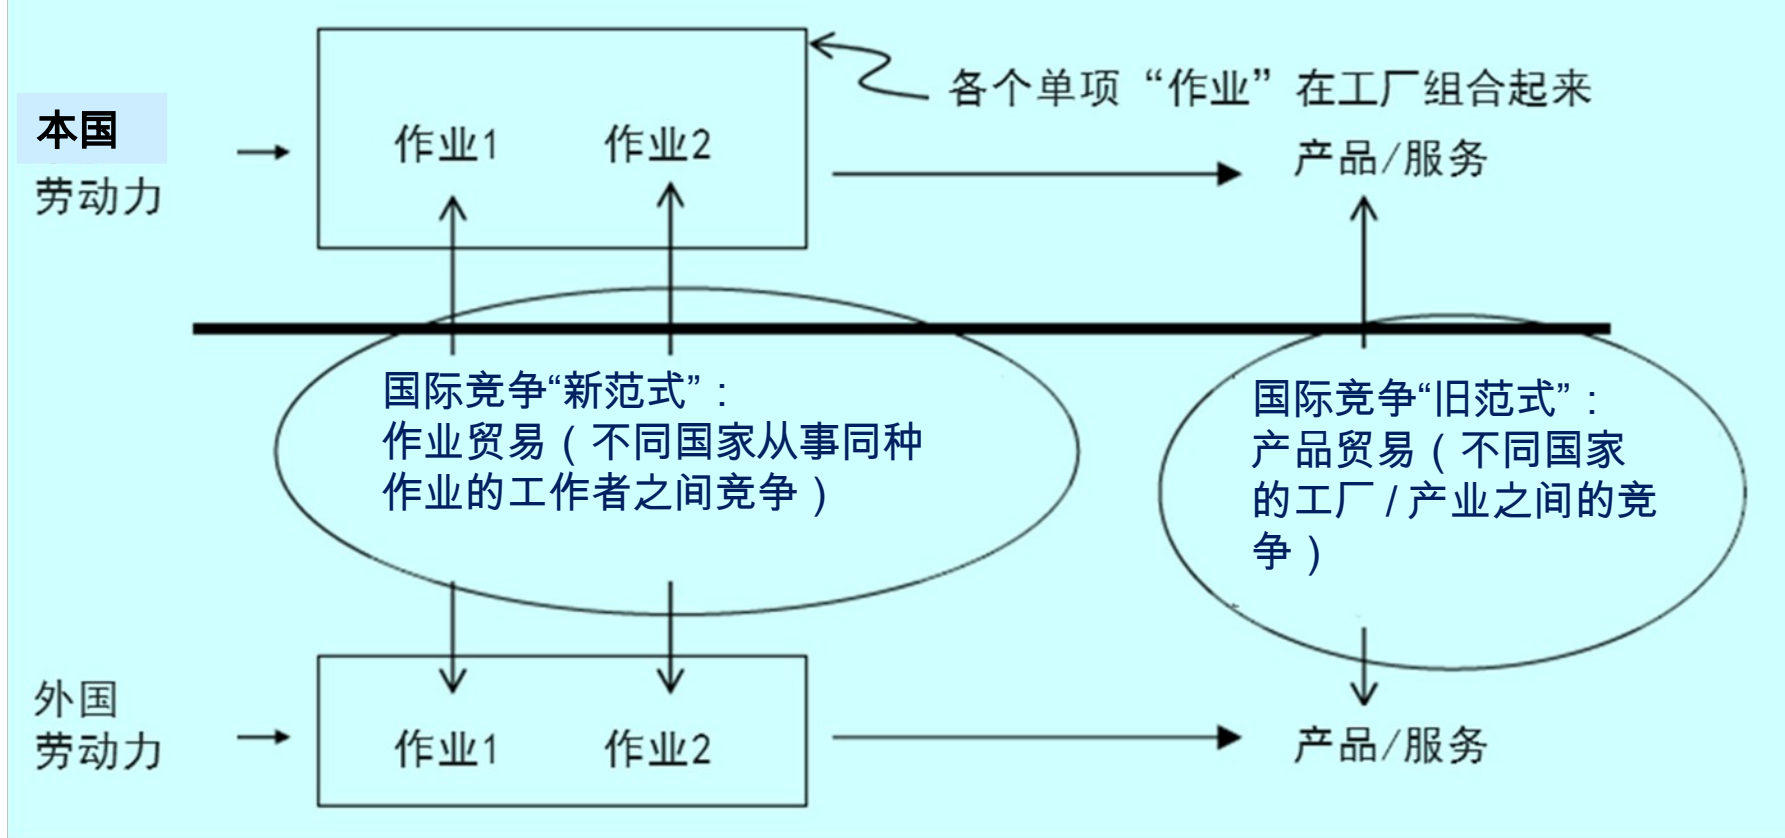 各个单项“作业”在工厂组合起来
本国
劳动力
作业1
作业2
产品/服务
国际竞争“新范式”：
作业贸易（不同国家从事同种
作业的工作者之间竞争）
国际竞争“旧范式”：
产品贸易（不同国家
的工厂/产业之间的竞
争）
外国
劳动力
作业1
作业2
产品/服务